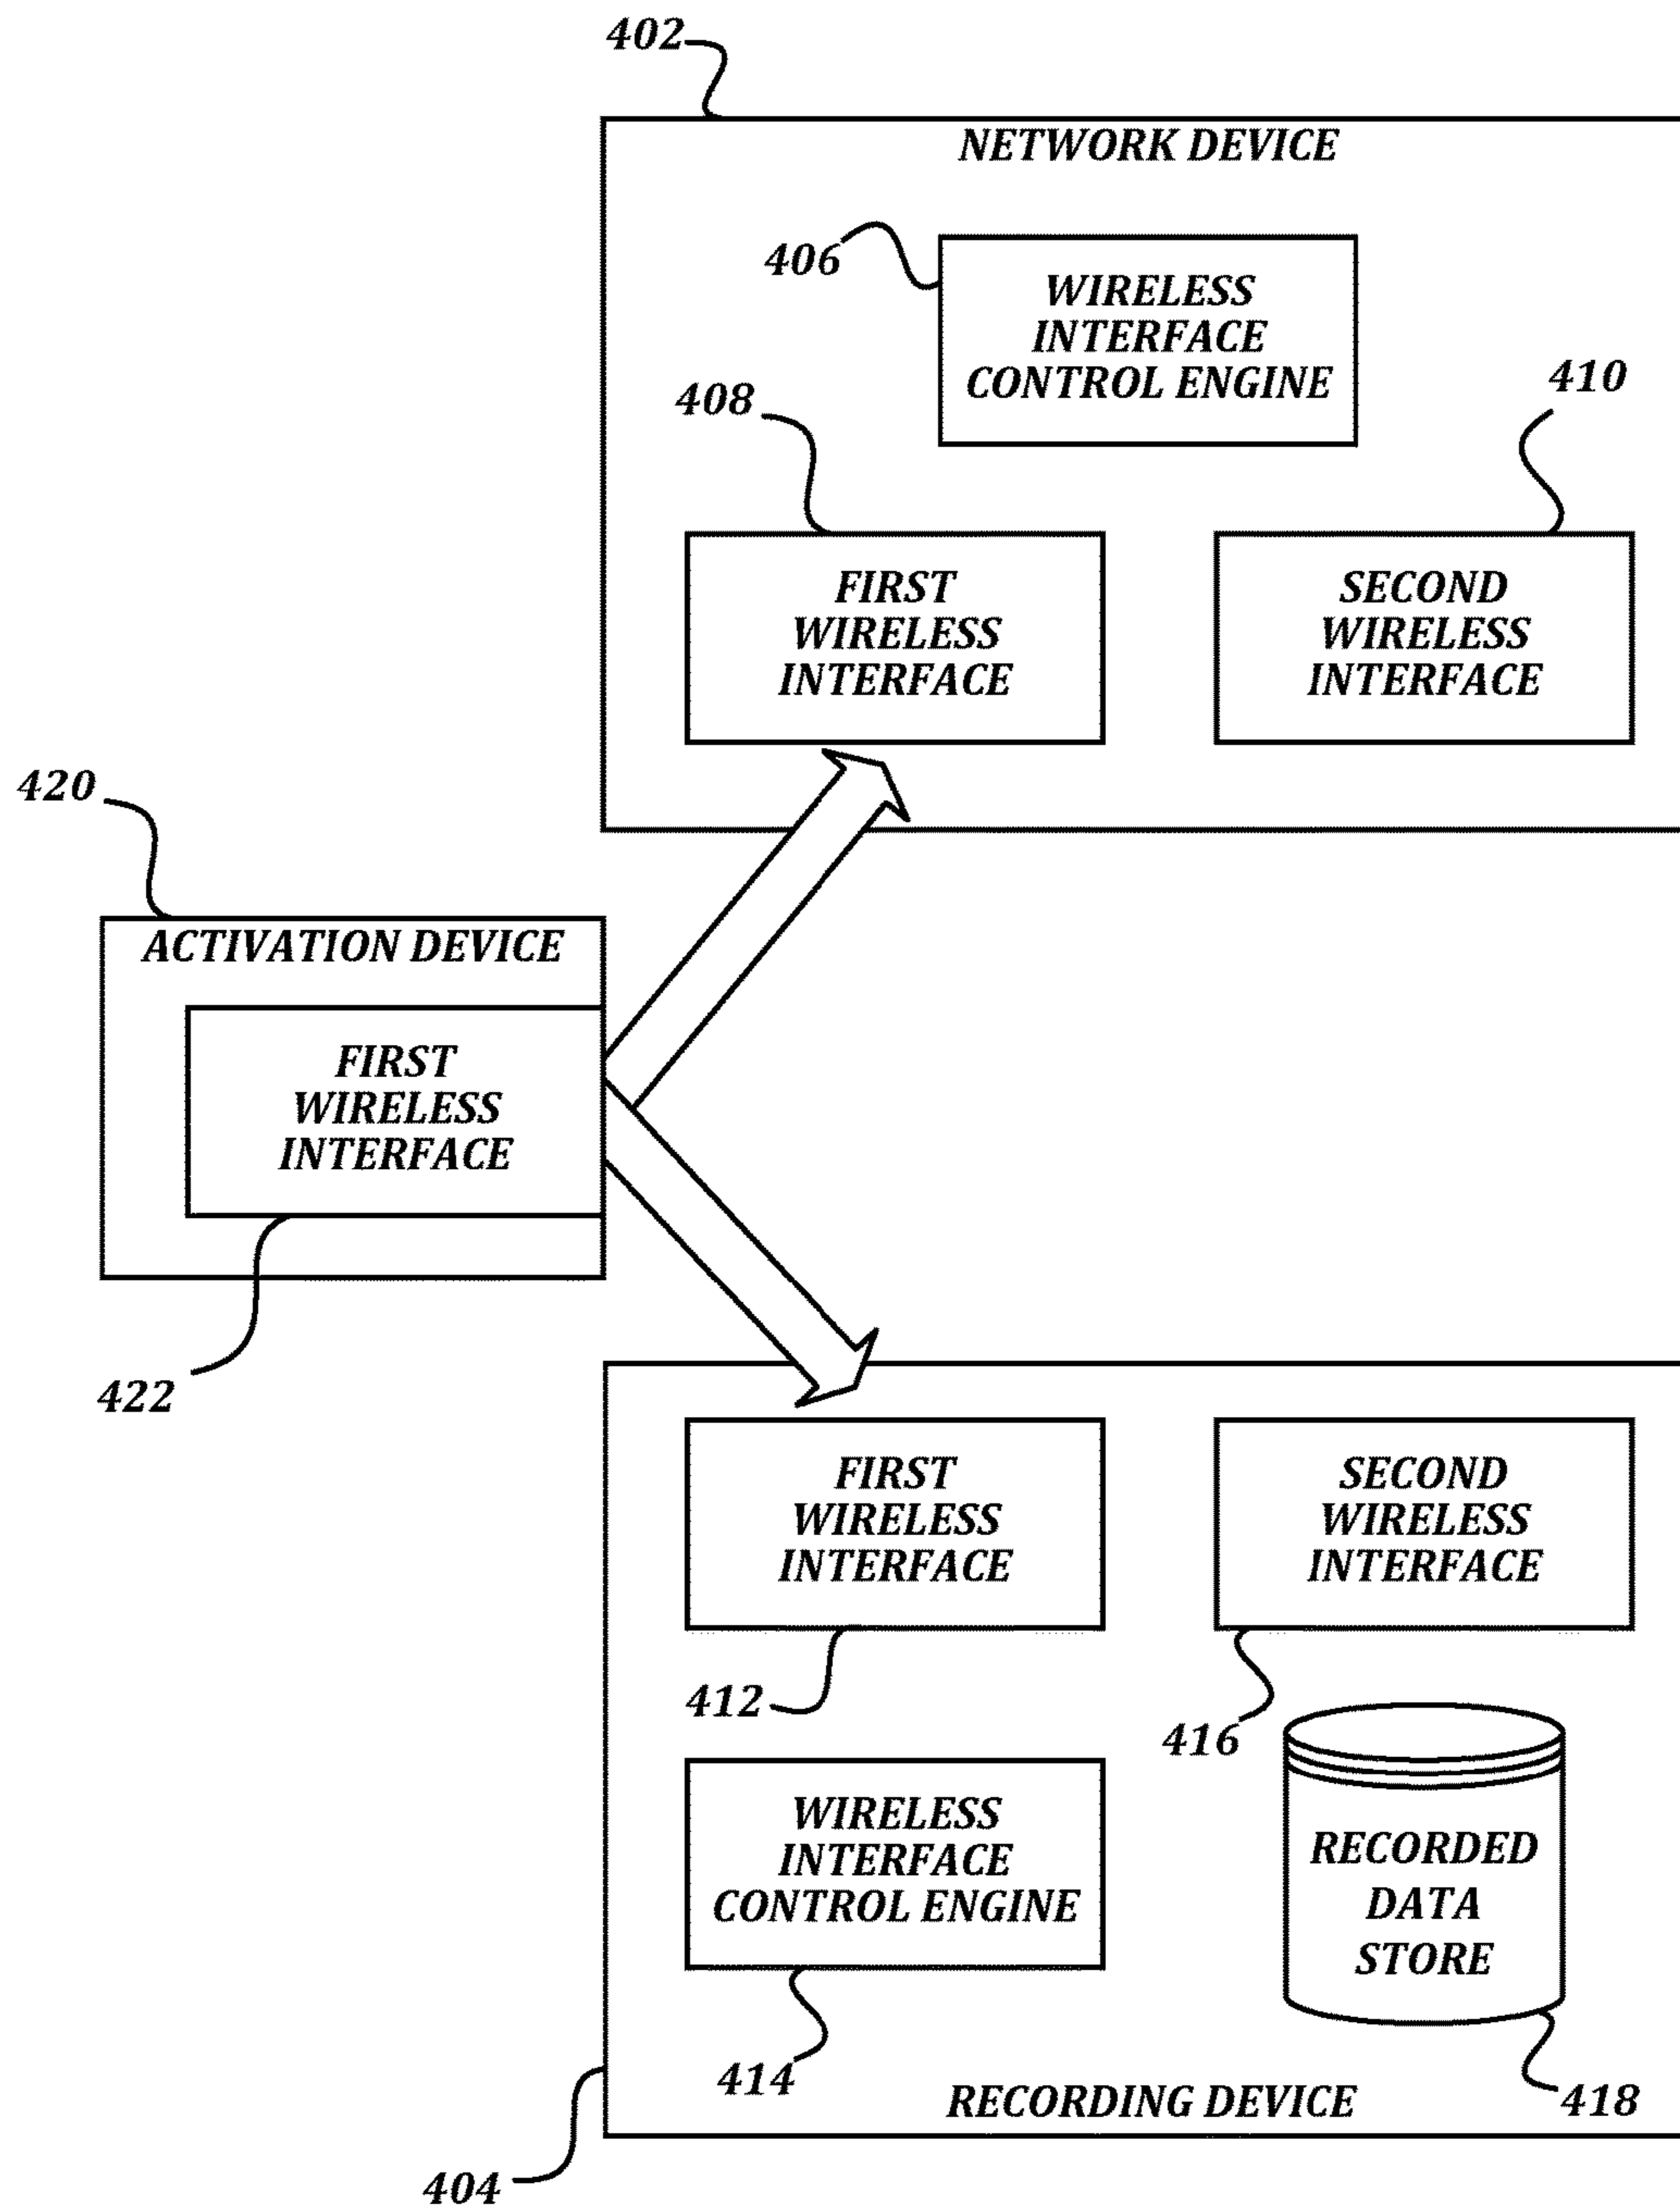 402
NETWORK DEVICE
406
WIRELESS
INTERFACE
CONTROL ENGINE
408
410
FIRST
WIRELESS
INTERFACE
SECOND
WIRELESS
INTERFACE
420
ACTIVATION DEVICE
FIRST
WIRELESS
INTERFACE
422
FIRST
WIRELESS
INTERFACE
SECOND
WIRELESS
INTERFACE
412
416
WIRELESS
INTERFACE
CONTROL ENGINE
RECORDED
DATA
STORE
414
RECORDING DEVICE
418
404